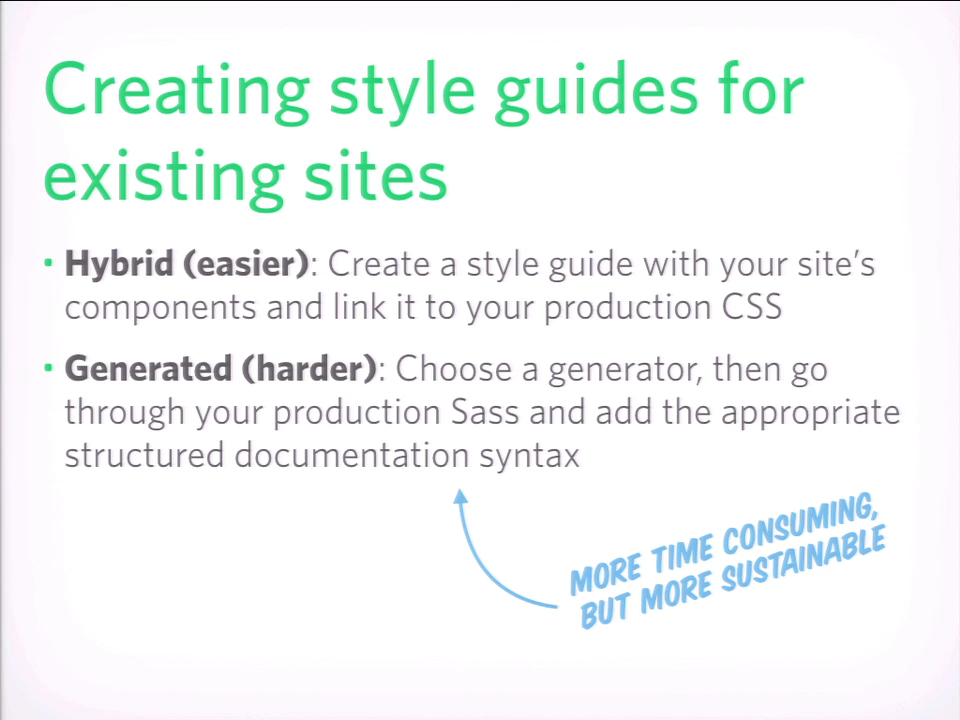 Creating style guides for
existing sites
• Hybrid (easier): Create a style guide with your site's
components and link it to your production CSS
• Generated (harder): Choose a generator, then go
through your production Sass and add the appropriate
structured documentation syntax
MORE TIME CONSUMING,
BUT MORE SUSTAINABLE